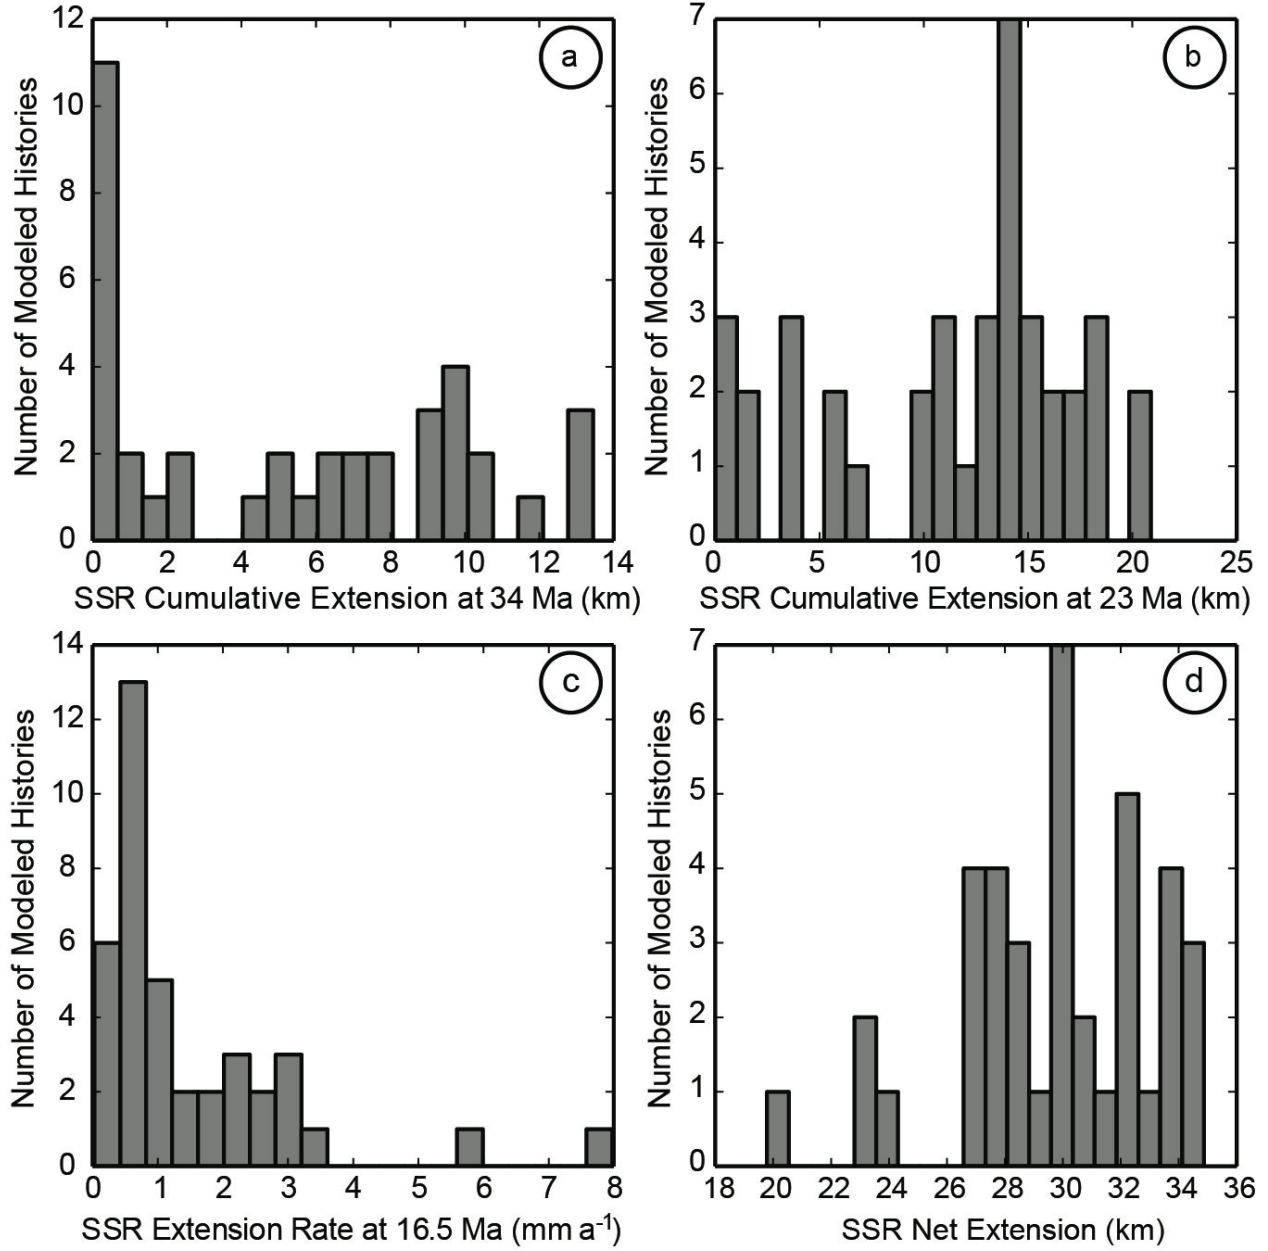 12
10
8
6
4
2
0
Number of Modeled Histories
a
0 2 4 6 8 10 12 14
SSR Cumulative Extension at 34 Ma (km)
7
6
5
4
3
2
1
0
Number of Modeled Histories
b
0 5 10 15 20 25
SSR Cumulative Extension at 23 Ma (km)
14
12
10
8
6
4
2
0
Number of Modeled Histories
c
0 1 2 3 4 5 6 7 8
SSR Extension Rate at 16.5 Ma (mm a⁻¹)
7
6
5
4
3
2
1
0
Number of Modeled Histories
d
18 20 22 24 26 28 30 32 34 36
SSR Net Extension (km)